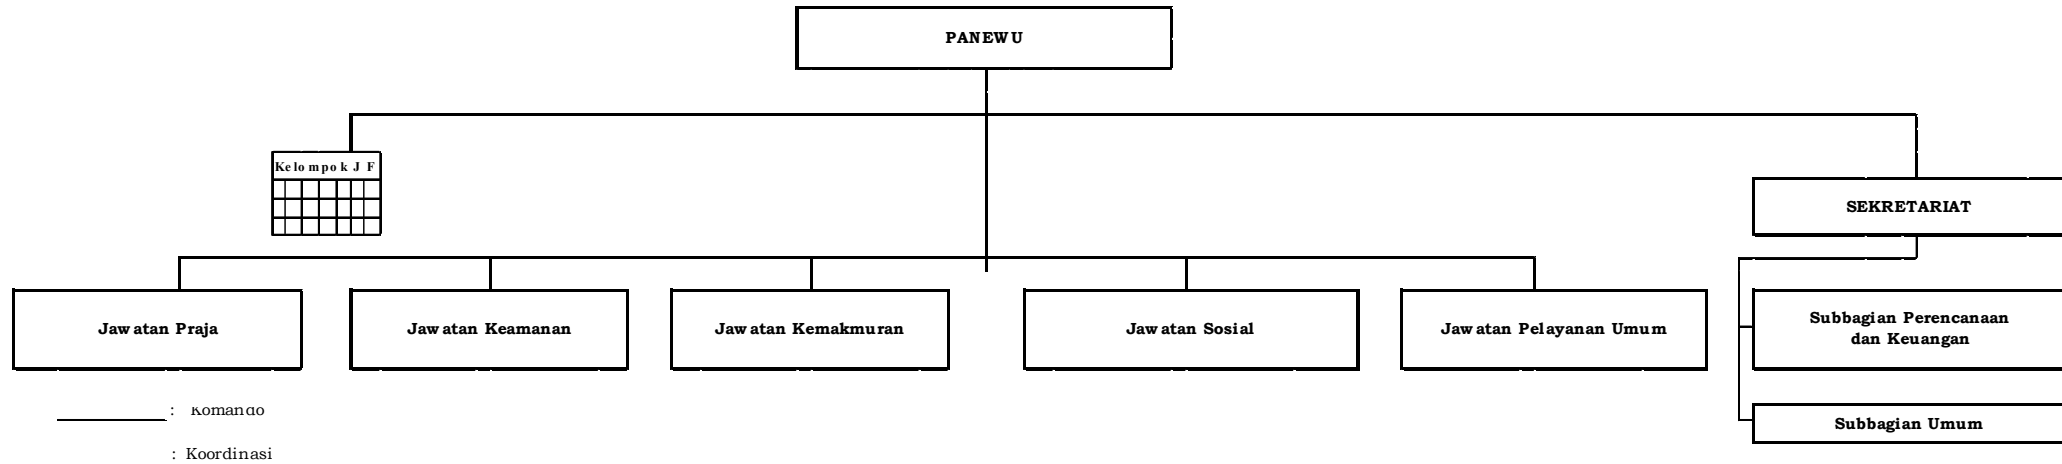 PANEWU
Kelompok J F
SEKRETARIAT
Jawatan Praja
Jawatan Keamanan
Jawatan Kemakmuran
Jawatan Sosial
Jawatan Pelayanan Umum
Subbagian Perencanaan
dan Keuangan
Subbagian Umum
: Komando
: Koordinasi